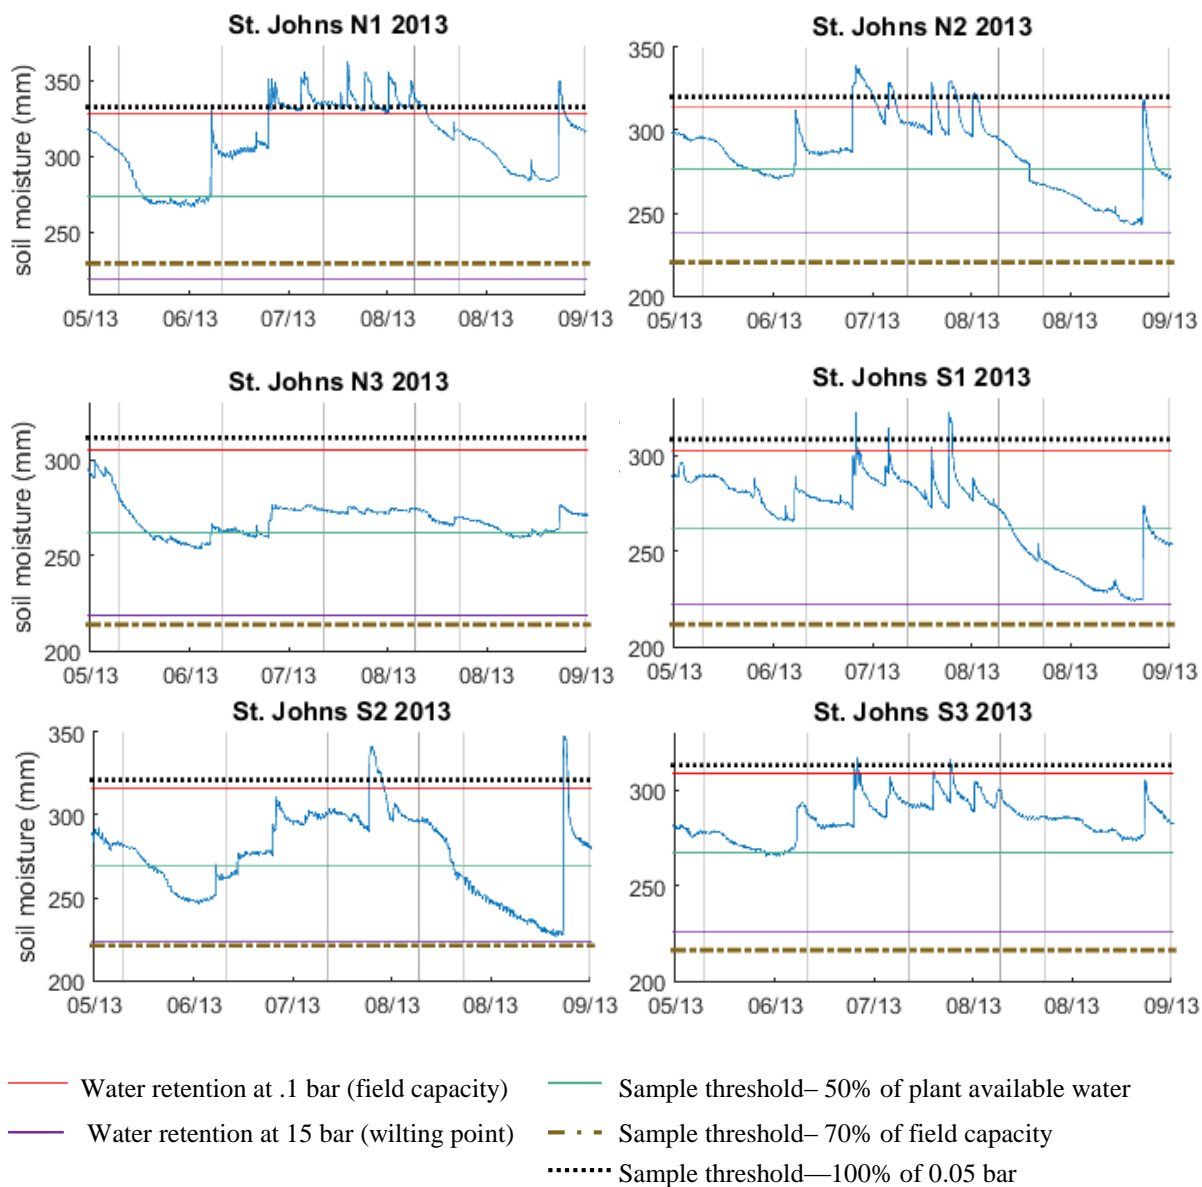 St. Johns N1 2013
soil moisture (mm)
350
300
250
05/13 06/13 07/13 08/13 08/13 09/13
St. Johns N2 2013
350
300
250
200
05/13 06/13 07/13 08/13 08/13 09/13
St. Johns N3 2013
soil moisture (mm)
300
250
200
05/13 06/13 07/13 08/13 08/13 09/13
St. Johns S1 2013
300
250
200
05/13 06/13 07/13 08/13 08/13 09/13
St. Johns S2 2013
soil moisture (mm)
350
300
250
200
05/13 06/13 07/13 08/13 08/13 09/13
St. Johns S3 2013
300
250
200
05/13 06/13 07/13 08/13 08/13 09/13
Water retention at .1 bar (field capacity)
Sample threshold– 50% of plant available water
Water retention at 15 bar (wilting point)
Sample threshold– 70% of field capacity
Sample threshold—100% of 0.05 bar